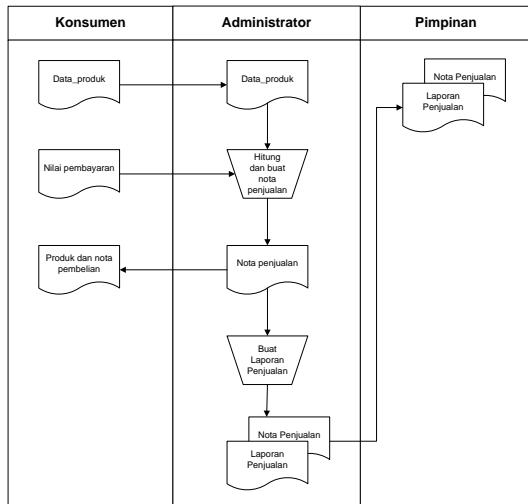 Konsumen
Administrator
Pimpinan
Data_produk
Data_produk
Nota Penjualan
Laporan
Penjualan
Nilai pembayaran
Hitung
dan buat
nota
penjualan
Produk dan nota
pembelian
Nota penjualan
Buat
Laporan
Penjualan
Nota Penjualan
Laporan
Penjualan